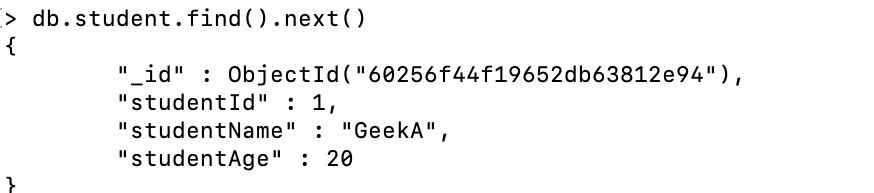 > db.student.find().next()
{
"_id" : ObjectId("60256f44f19652db63812e94"),
"studentId" : 1,
"studentName" : "GeekA",
"studentAge" : 20
}